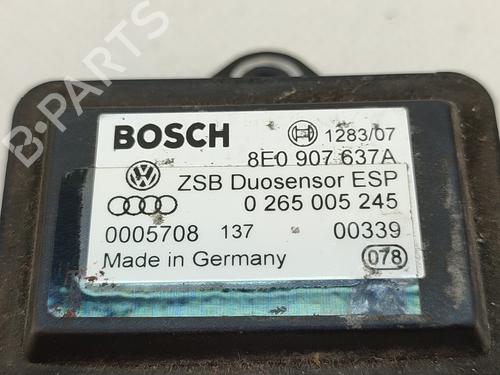 BOSCH 1283/07
8E0 907 637A
ZSB Duosensor ESP
0 265 005 245
0005708 137 00339
Made in Germany 078
B-PARTS